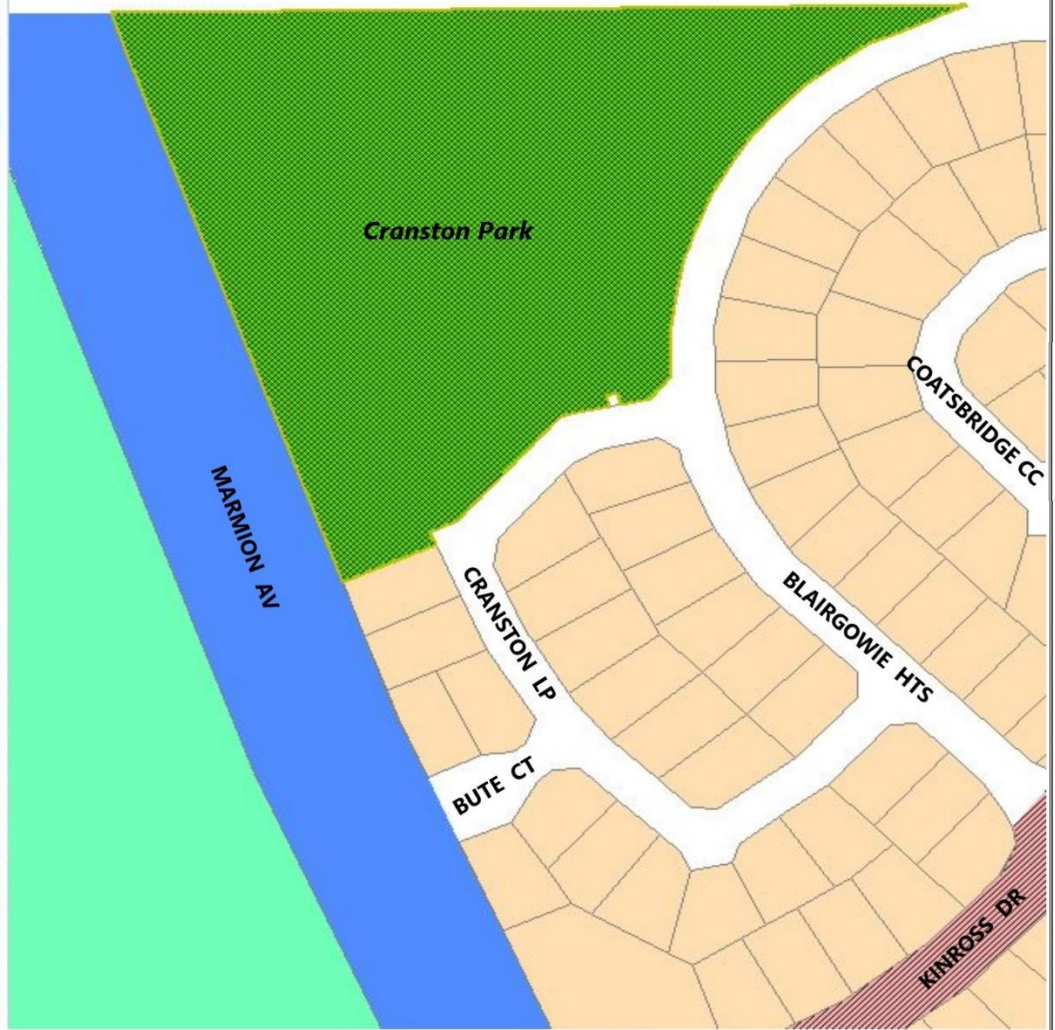 Cranston Park
COATSBRIDGE CC
MARMION AV
CRANSTON LP
BLAIRGOWIE HTS
BUTE CT
KINROSS DR